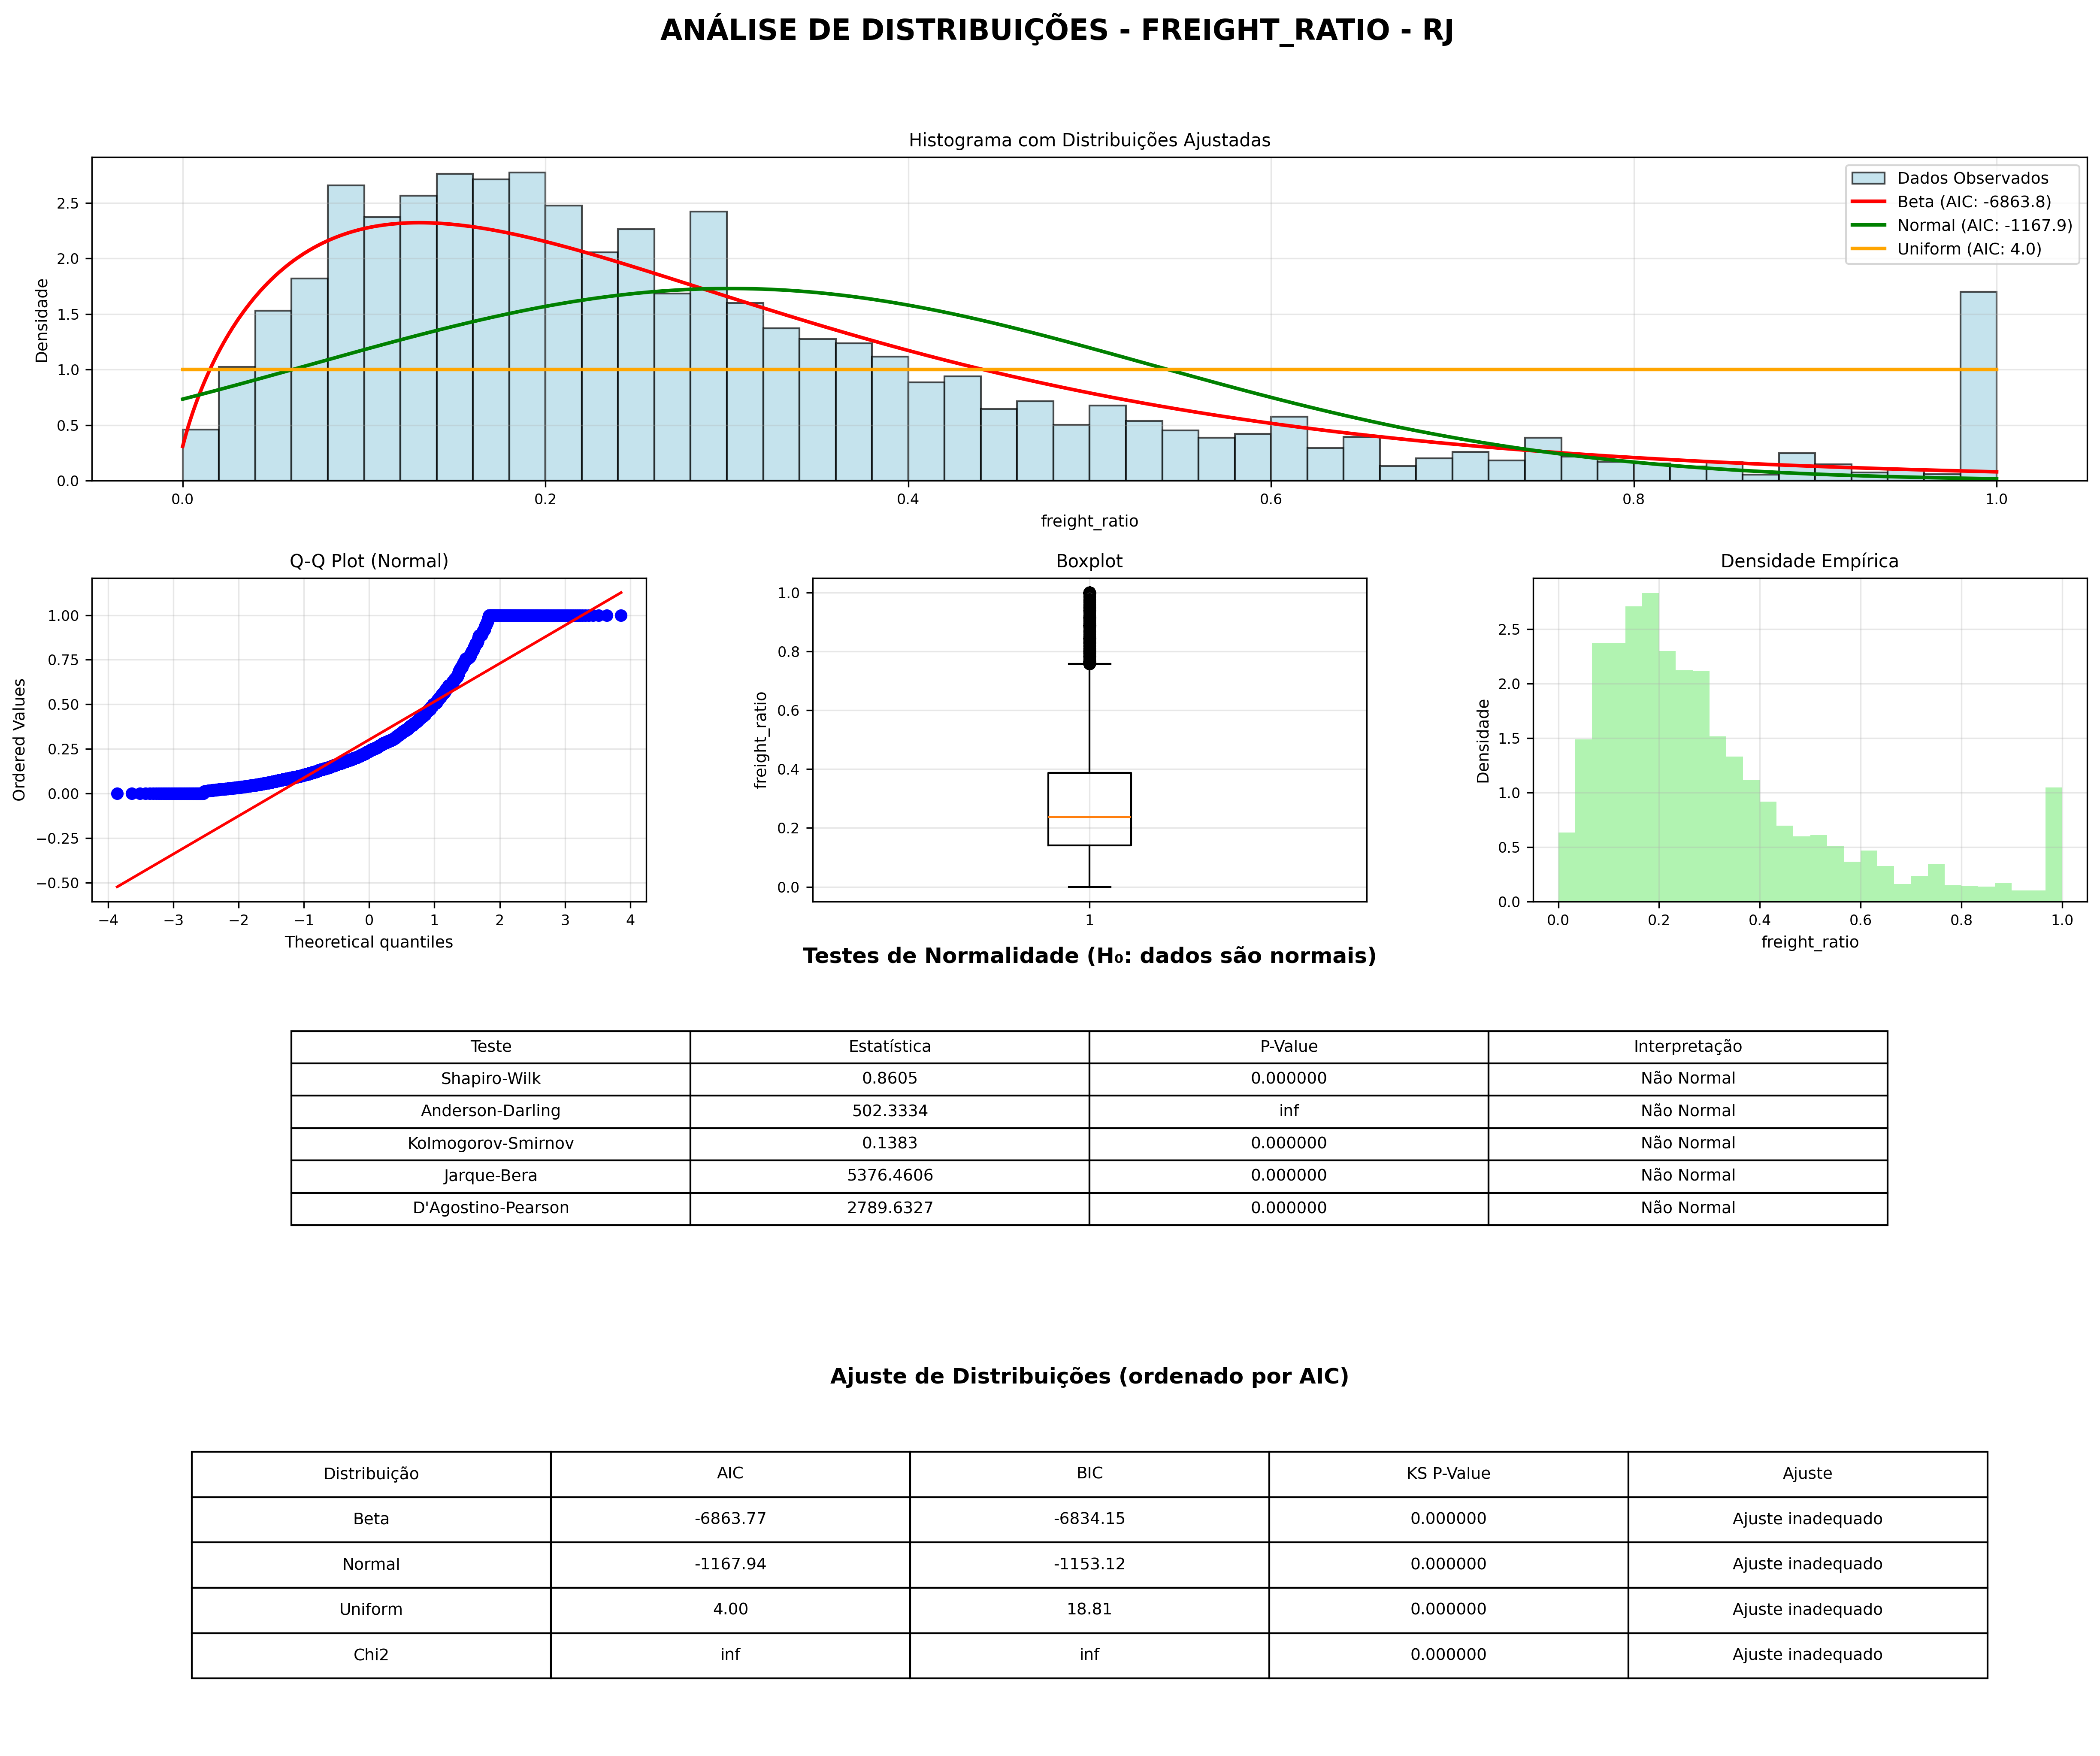 ANÁLISE DE DISTRIBUIÇÕES - FREIGHT_RATIO - RJ
Histograma com Distribuições Ajustadas
Densidade
2.5
2.0
1.5
1.0
0.5
0.0
0.0 0.2 0.4 0.6 0.8 1.0
freight_ratio
Dados Observados
Beta (AIC: -6863.8)
Normal (AIC: -1167.9)
Uniform (AIC: 4.0)
Q-Q Plot (Normal)
Ordered Values
1.00
0.75
0.50
0.25
0.00
−0.25
−0.50
−4 −3 −2 −1 0 1 2 3 4
Theoretical quantiles
Boxplot
freight_ratio
1.0
0.8
0.6
0.4
0.2
0.0
1
Densidade Empírica
Densidade
2.5
2.0
1.5
1.0
0.5
0.0
0.0 0.2 0.4 0.6 0.8 1.0
freight_ratio
Testes de Normalidade (H₀: dados são normais)
Teste Estatística P-Value Interpretação
Shapiro-Wilk 0.8605 0.000000 Não Normal
Anderson-Darling 502.3334 inf Não Normal
Kolmogorov-Smirnov 0.1383 0.000000 Não Normal
Jarque-Bera 5376.4606 0.000000 Não Normal
D'Agostino-Pearson 2789.6327 0.000000 Não Normal
Ajuste de Distribuições (ordenado por AIC)
Distribuição AIC BIC KS P-Value Ajuste
Beta -6863.77 -6834.15 0.000000 Ajuste inadequado
Normal -1167.94 -1153.12 0.000000 Ajuste inadequado
Uniform 4.00 18.81 0.000000 Ajuste inadequado
Chi2 inf inf 0.000000 Ajuste inadequado